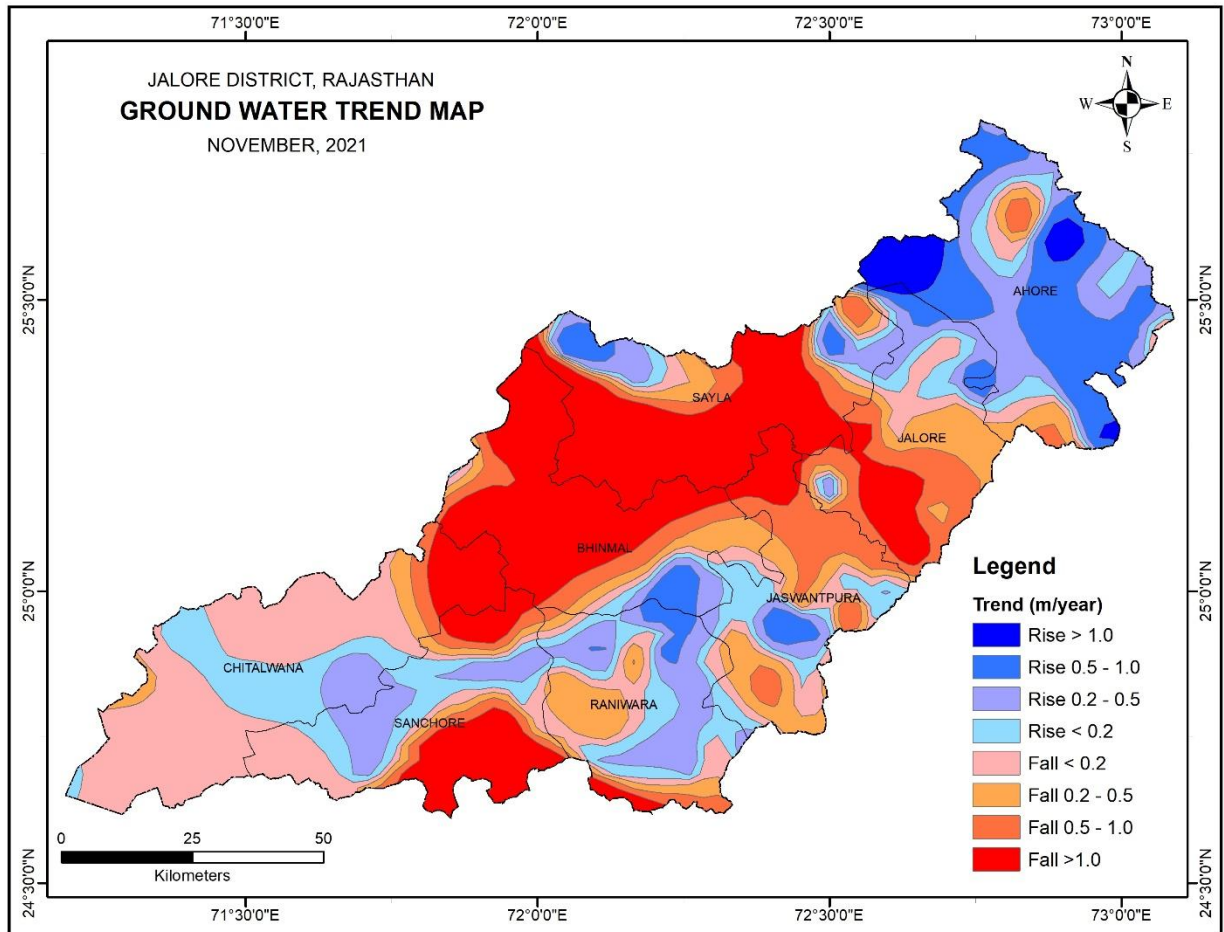 71°30'0"E 72°0'0"E 72°30'0"E 73°0'0"E
JALORE DISTRICT, RAJASTHAN
GROUND WATER TREND MAP
NOVEMBER, 2021
N
W E
S
25°30'0"N 25°30'0"N
AHORE
SAYLA
JALORE
BHINMAL
25°0'0"N 25°0'0"N
JASWANTPURA
CHITALWANA
RANIWARA
SANCHORE
Legend
Trend (m/year)
Rise > 1.0
Rise 0.5 - 1.0
Rise 0.2 - 0.5
Rise < 0.2
Fall < 0.2
Fall 0.2 - 0.5
Fall 0.5 - 1.0
Fall >1.0
0 25 50
Kilometers
24°30'0"N 24°30'0"N
71°30'0"E 72°0'0"E 72°30'0"E 73°0'0"E